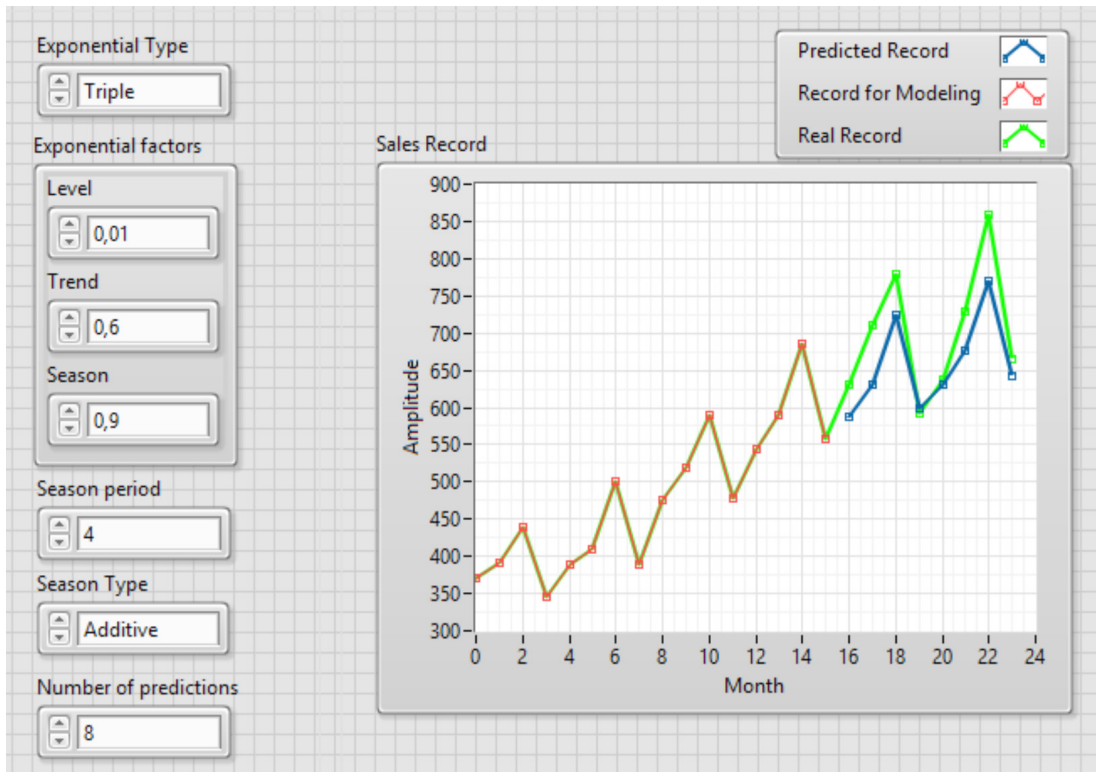 Exponential Type
Triple
Exponential factors
Level
0,01
Trend
0,6
Season
0,9
Season period
4
Season Type
Additive
Number of predictions
8
Predicted Record
Record for Modeling
Real Record
Sales Record
Amplitude
900
850
800
750
700
650
600
550
500
450
400
350
300
0 2 4 6 8 10 12 14 16 18 20 22 24
Month